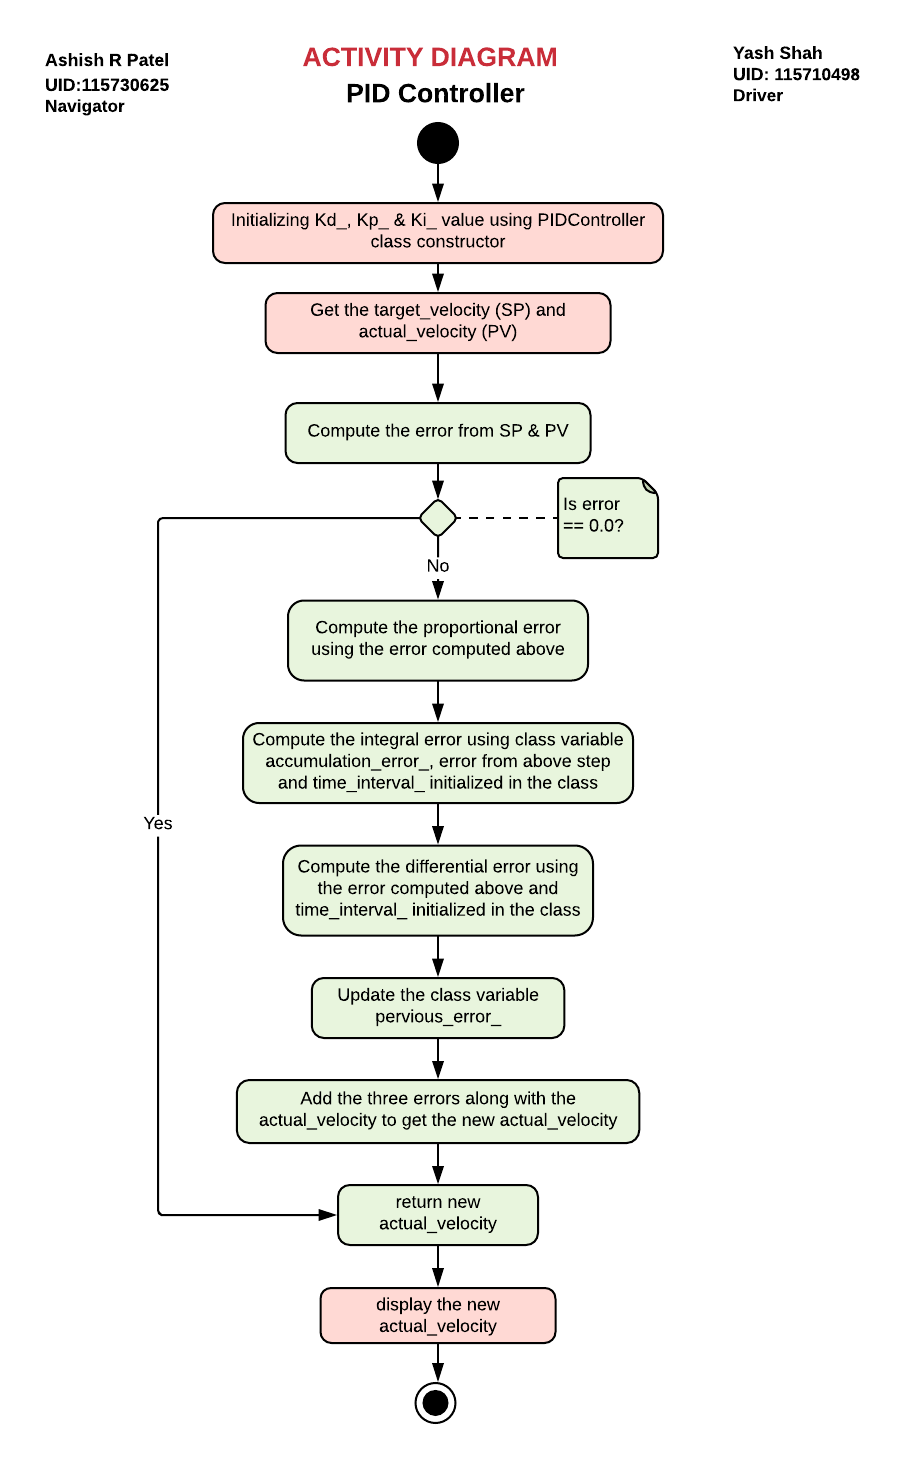 Ashish R Patel
UID:115730625
Navigator
ACTIVITY DIAGRAM
PID Controller
Yash Shah
UID: 115710498
Driver
Initializing Kd_, Kp_ & Ki_ value using PIDController
class constructor
Get the target_velocity (SP) and
actual_velocity (PV)
Compute the error from SP & PV
Is error
== 0.0?
No
Compute the proportional error
using the error computed above
Compute the integral error using class variable
accumulation_error_, error from above step
and time_interval_ initialized in the class
Yes
Compute the differential error using
the error computed above and
time_interval_ initialized in the class
Update the class variable
pervious_error_
Add the three errors along with the
actual_velocity to get the new actual_velocity
return new
actual_velocity
display the new
actual_velocity